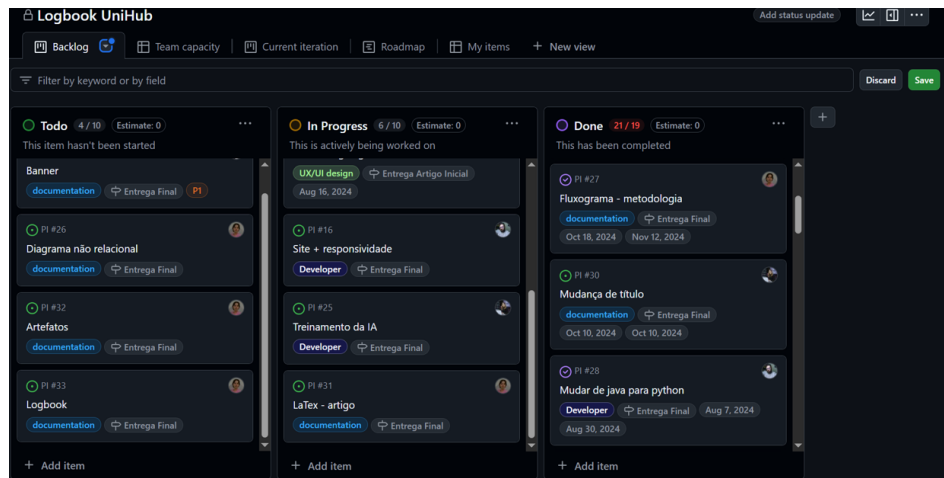 Logbook UniHub
Add status update
Backlog
Team capacity
Current iteration
Roadmap
My items
+ New view
Filter by keyword or by field
Discard
Save
Todo 4 / 10 Estimate: 0
This item hasn't been started
Banner
documentation Entrega Final P1
PI #26
Diagrama não relacional
documentation Entrega Final
PI #32
Artefatos
documentation Entrega Final
PI #33
Logbook
documentation Entrega Final
+ Add item
In Progress 6 / 10 Estimate: 0
This is actively being worked on
UX/UI design Entrega Artigo Inicial
Aug 16, 2024
PI #16
Site + responsividade
Developer Entrega Final
PI #25
Treinamento da IA
Developer Entrega Final
PI #31
LaTex - artigo
documentation Entrega Final
+ Add item
Done 21 / 19 Estimate: 0
This has been completed
PI #27
Fluxograma - metodologia
documentation Entrega Final
Oct 18, 2024 Nov 12, 2024
PI #30
Mudança de título
documentation Entrega Final
Oct 10, 2024 Oct 10, 2024
PI #28
Mudar de java para python
Developer Entrega Final Aug 7, 2024
Aug 30, 2024
+ Add item